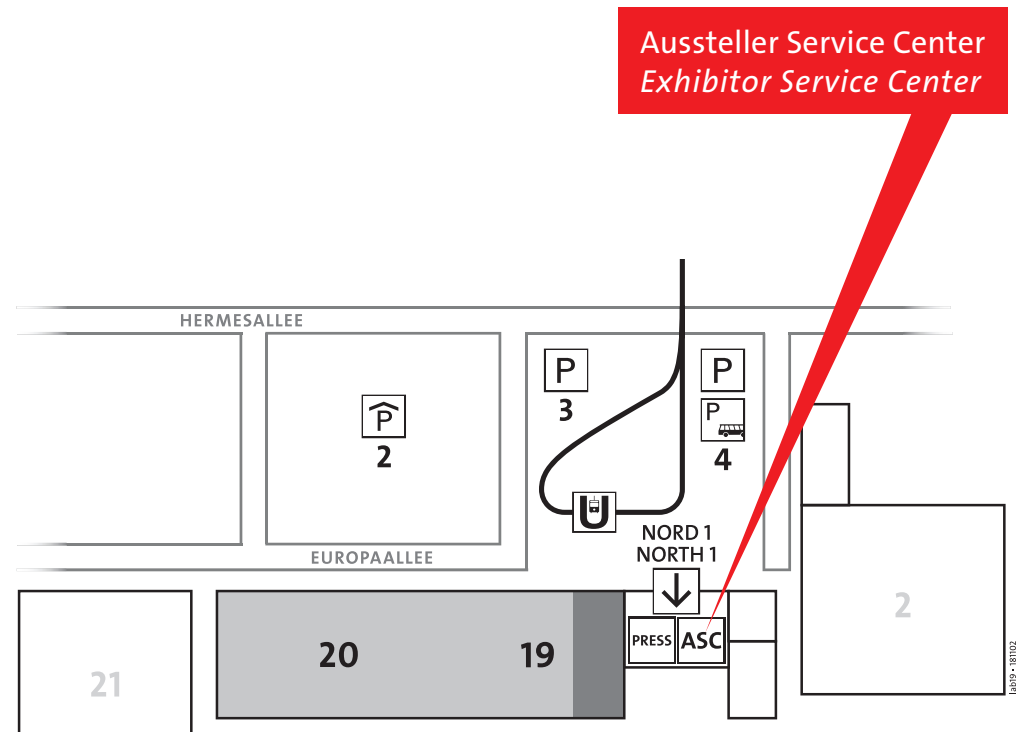 Aussteller Service Center
Exhibitor Service Center
HERMESALLEE
P
3
P
P
4
P
2
U
NORD 1
NORTH 1
EUROPAALLEE
PRESS
ASC
20
19
21
2
lab19 • 181102